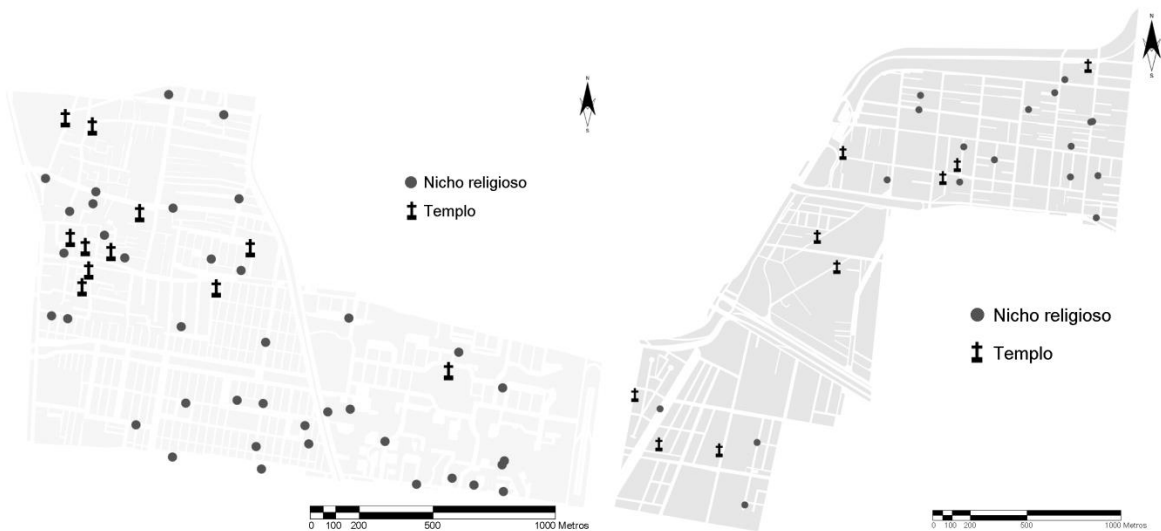 N
S
Nicho religioso
Templo
0 100 200 500 1000 Metros
N
S
Nicho religioso
Templo
0 100 200 500 1000 Metros